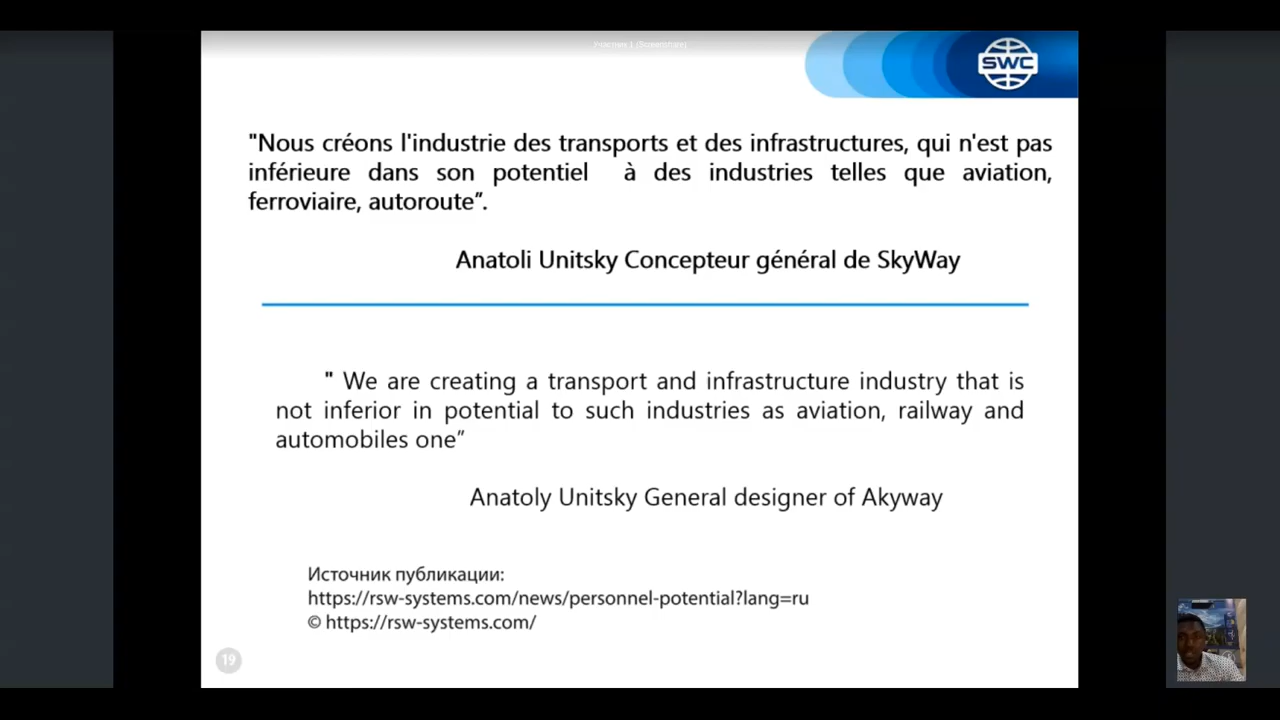 SWC
"Nous créons l'industrie des transports et des infrastructures, qui n'est pas
inférieure dans son potentiel à des industries telles que aviation,
ferroviaire, autoroute”.
Anatoli Unitsky Concepteur général de SkyWay
" We are creating a transport and infrastructure industry that is
not inferior in potential to such industries as aviation, railway and
automobiles one”
Anatoly Unitsky General designer of Akyway
Источник публикации:
https://rsw-systems.com/news/personnel-potential?lang=ru
© https://rsw-systems.com/
19